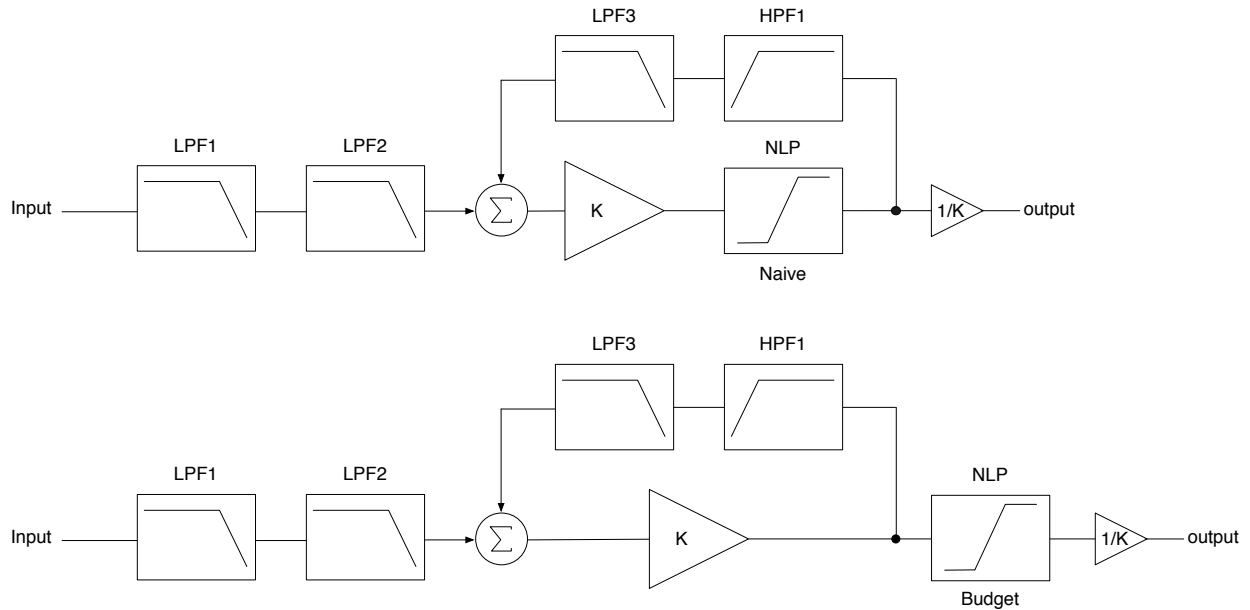 LPF3 HPF1
LPF1 LPF2 NLP
Input Σ K 1/K output
Naive
LPF3 HPF1
LPF1 LPF2 NLP
Input Σ K 1/K output
Budget